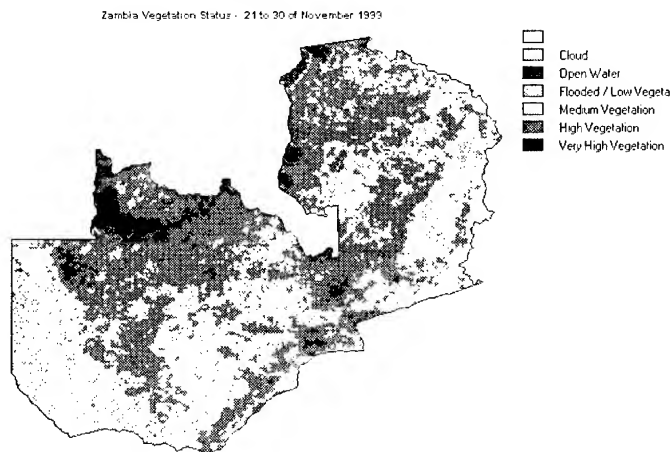 Zambia Vegetation Status - 21 to 30 of November 1999
Cloud
Open Water
Flooded / Low Vegeta
Medium Vegetation
High Vegetation
Very High Vegetation